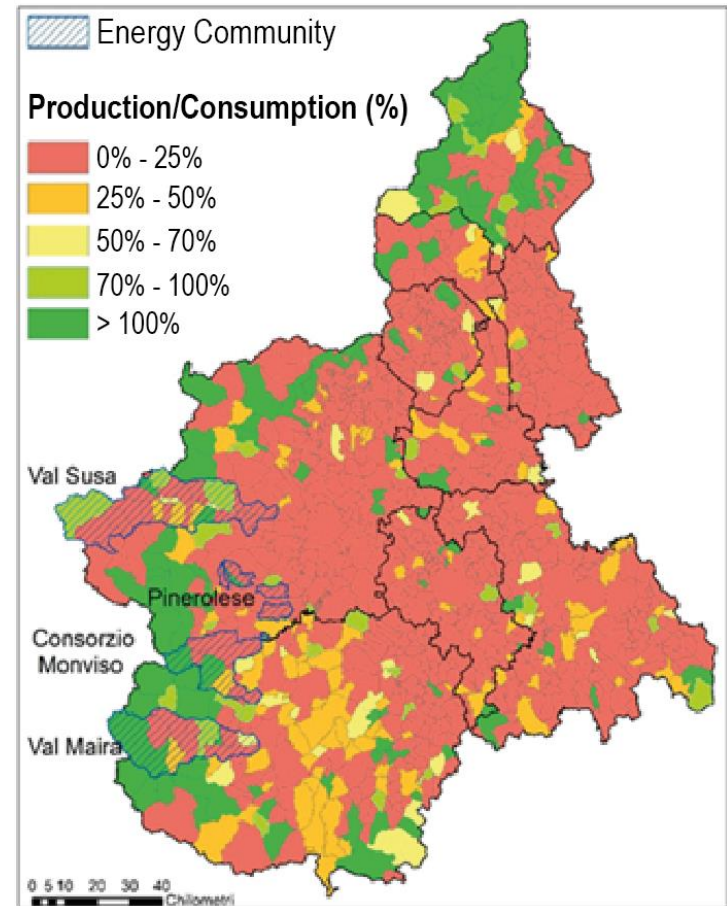 Energy Community
Production/Consumption (%)
0% - 25%
25% - 50%
50% - 70%
70% - 100%
> 100%
Val Susa
Pinerolese
Consorzio
Monviso
Val Maira
0 5 10 20 30 40
Chilometri